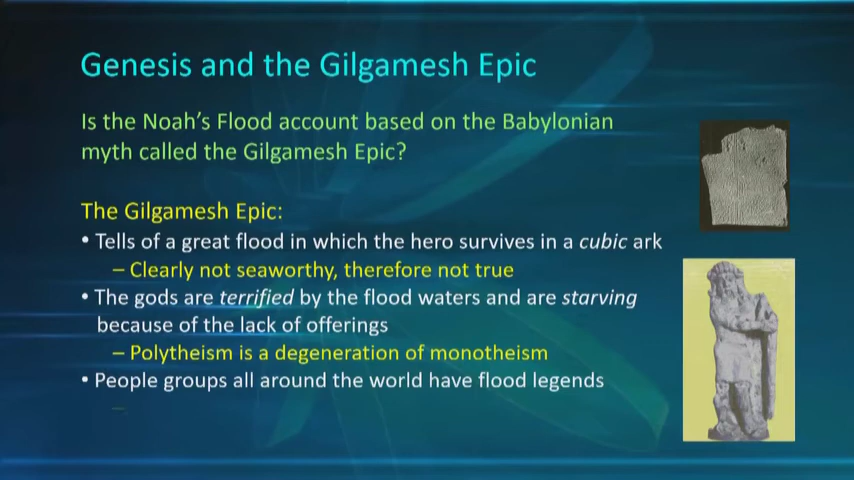 Genesis and the Gilgamesh Epic
Is the Noah's Flood account based on the Babylonian
myth called the Gilgamesh Epic?
The Gilgamesh Epic:
• Tells of a great flood in which the hero survives in a cubic ark
– Clearly not seaworthy, therefore not true
• The gods are terrified by the flood waters and are starving
because of the lack of offerings
– Polytheism is a degeneration of monotheism
• People groups all around the world have flood legends
–